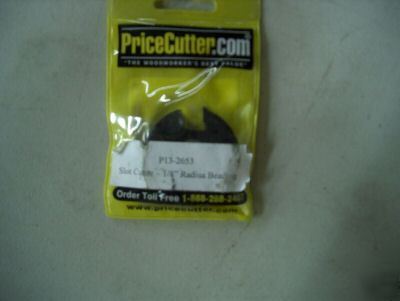 PriceCutter.com
"THE WOODWORKER'S BEST VALUE"
P13-2653
Slot Cutter - 1/8" Radius Beading
Order Toll Free 1-888-288-2487
www.pricecutter.com